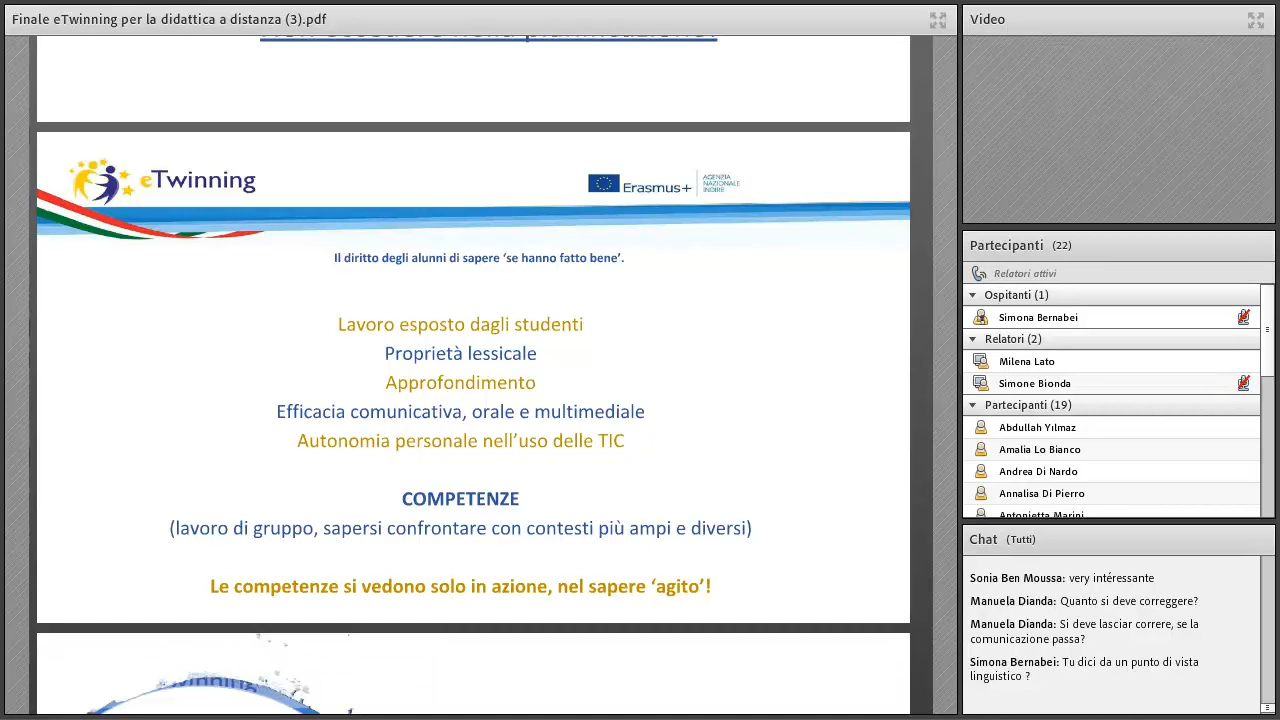 Finale eTwinning per la didattica a distanza (3).pdf
eTwinning
Erasmus+
AGENZIA
NAZIONALE
INDIRE
Il diritto degli alunni di sapere ‘se hanno fatto bene’.
Lavoro esposto dagli studenti
Proprietà lessicale
Approfondimento
Efficacia comunicativa, orale e multimediale
Autonomia personale nell’uso delle TIC
COMPETENZE
(lavoro di gruppo, sapersi confrontare con contesti più ampi e diversi)
Le competenze si vedono solo in azione, nel sapere ‘agito’!
Video
Partecipanti (22)
Relatori attivi
Ospitanti (1)
Simona Bernabei
Relatori (2)
Milena Lato
Simone Bionda
Partecipanti (19)
Abdullah Yılmaz
Amalia Lo Bianco
Andrea Di Nardo
Annalisa Di Pierro
Antonietta Marini
Chat (Tutti)
Sonia Ben Moussa: very intéressante
Manuela Dianda: Quanto si deve correggere?
Manuela Dianda: Si deve lasciar correre, se la
comunicazione passa?
Simona Bernabei: Tu dici da un punto di vista
linguistico ?